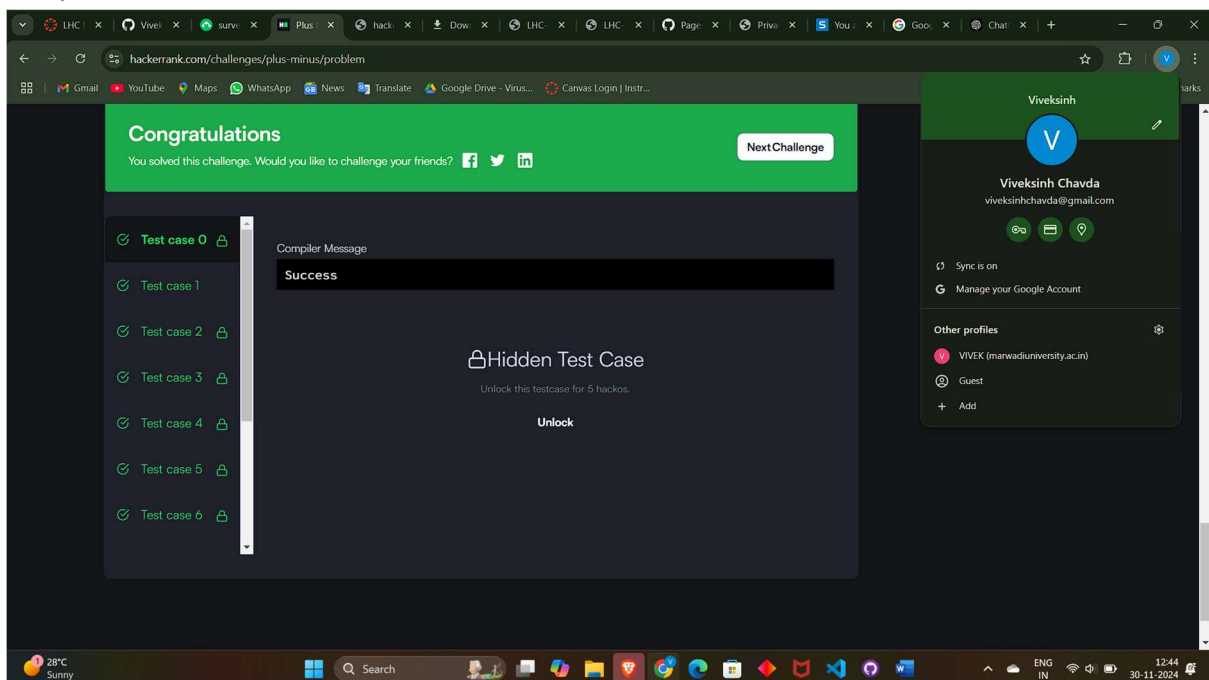 LHC
Vivek
surve
Plus
hack
Dow
LHC-
LHC
Page
Priva
You a
Goog
Chat
hackerrank.com/challenges/plus-minus/problem
Gmail
YouTube
Maps
WhatsApp
News
Translate
Google Drive - Virus...
Canvas Login | Instr...
Congratulations
You solved this challenge. Would you like to challenge your friends?
Next Challenge
Test case 0
Test case 1
Test case 2
Test case 3
Test case 4
Test case 5
Test case 6
Compiler Message
Success
Hidden Test Case
Unlock this testcase for 5 hackos.
Unlock
Viveksinh
V
Viveksinh Chavda
viveksinhchavda@gmail.com
Sync is on
Manage your Google Account
Other profiles
V VIVEK (marwadiuniversity.ac.in)
Guest
+ Add
28°C
Sunny
Search
ENG
IN
12:44
30-11-2024